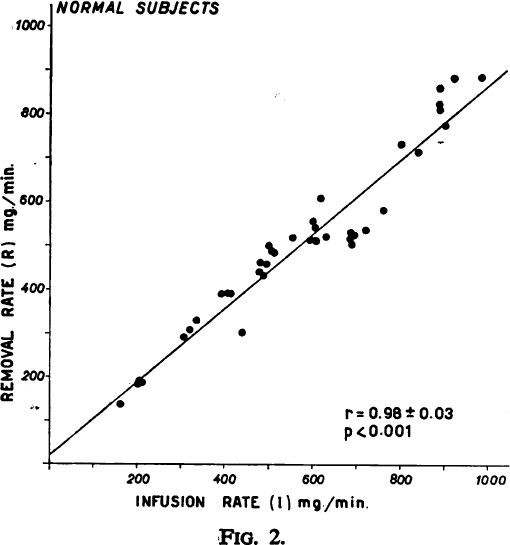 NORMAL SUBJECTS
1000
800
600
400
200
REMOVAL RATE (R) mg/min.
r = 0.98 ± 0.03
p < 0.001
200 400 600 800 1000
INFUSION RATE (I) mg/min.
FIG. 2.